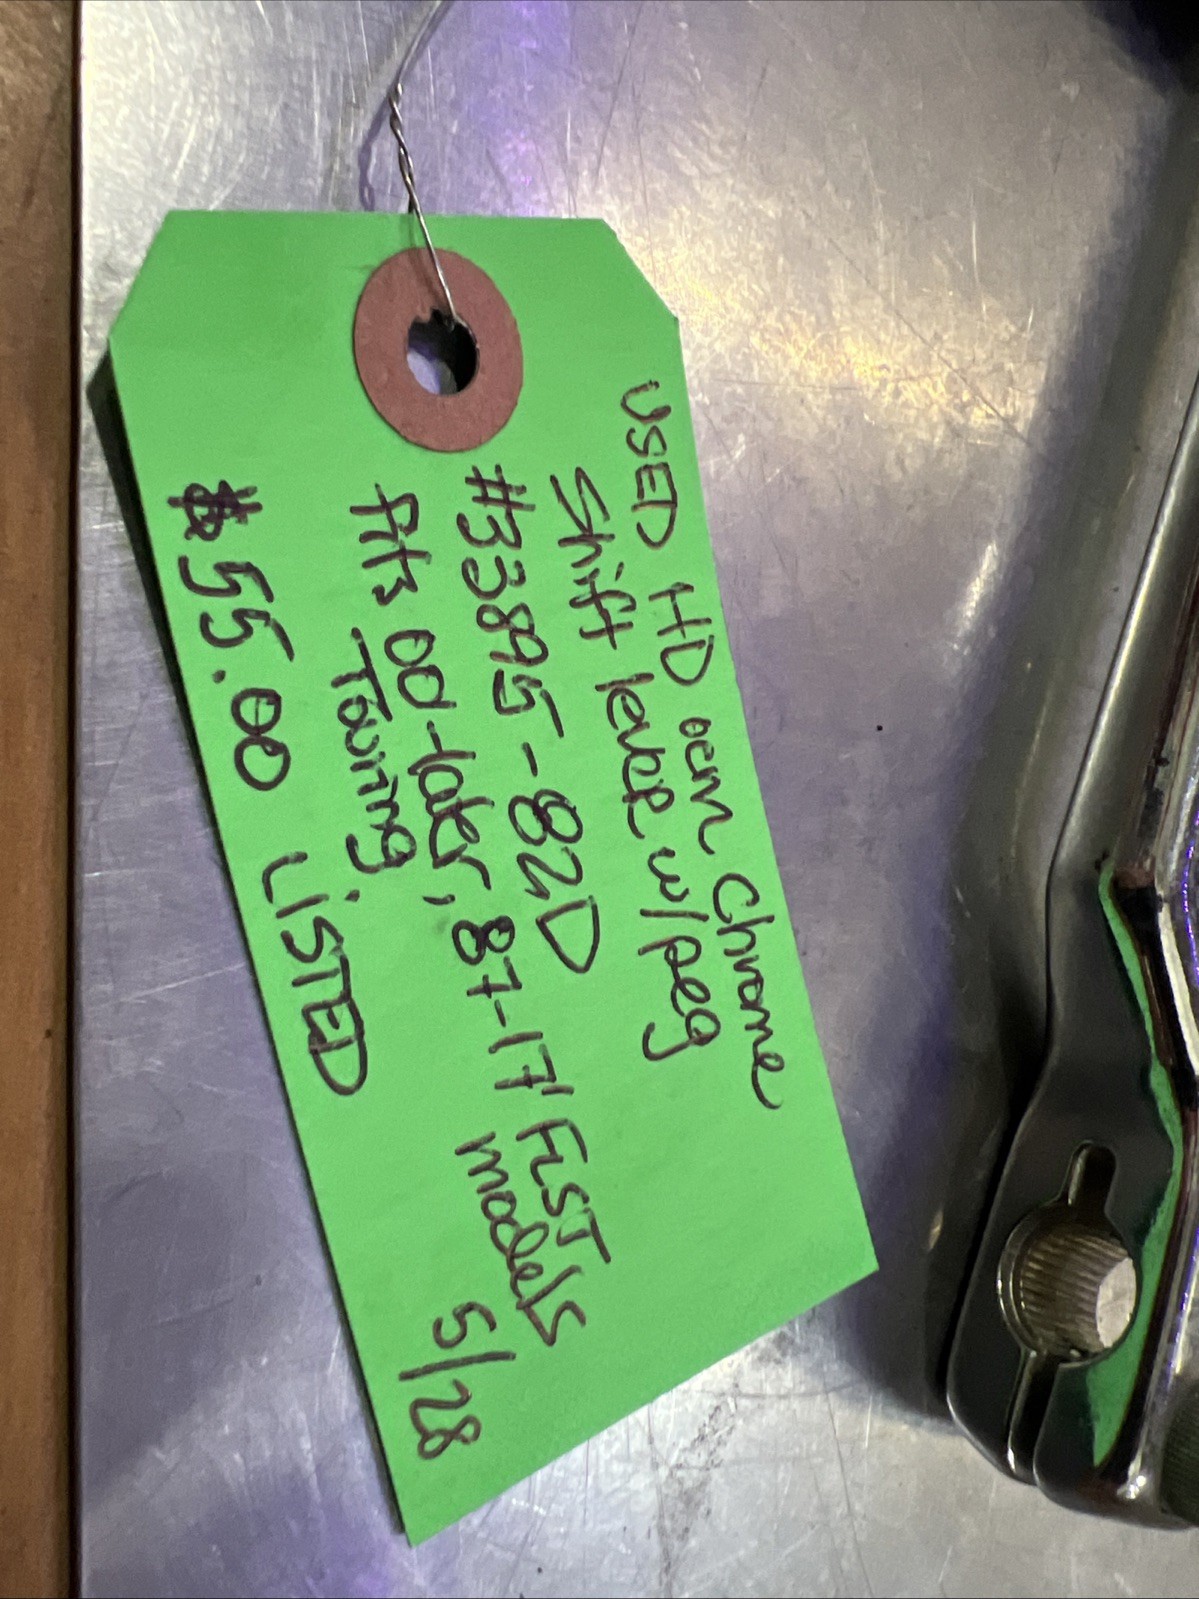 USED HD oem Chrome
Shift lever w/peg
#33895-82D
fits 00-later, 87-17 FLST
Touring models
$55.00 LiSTED 5/28